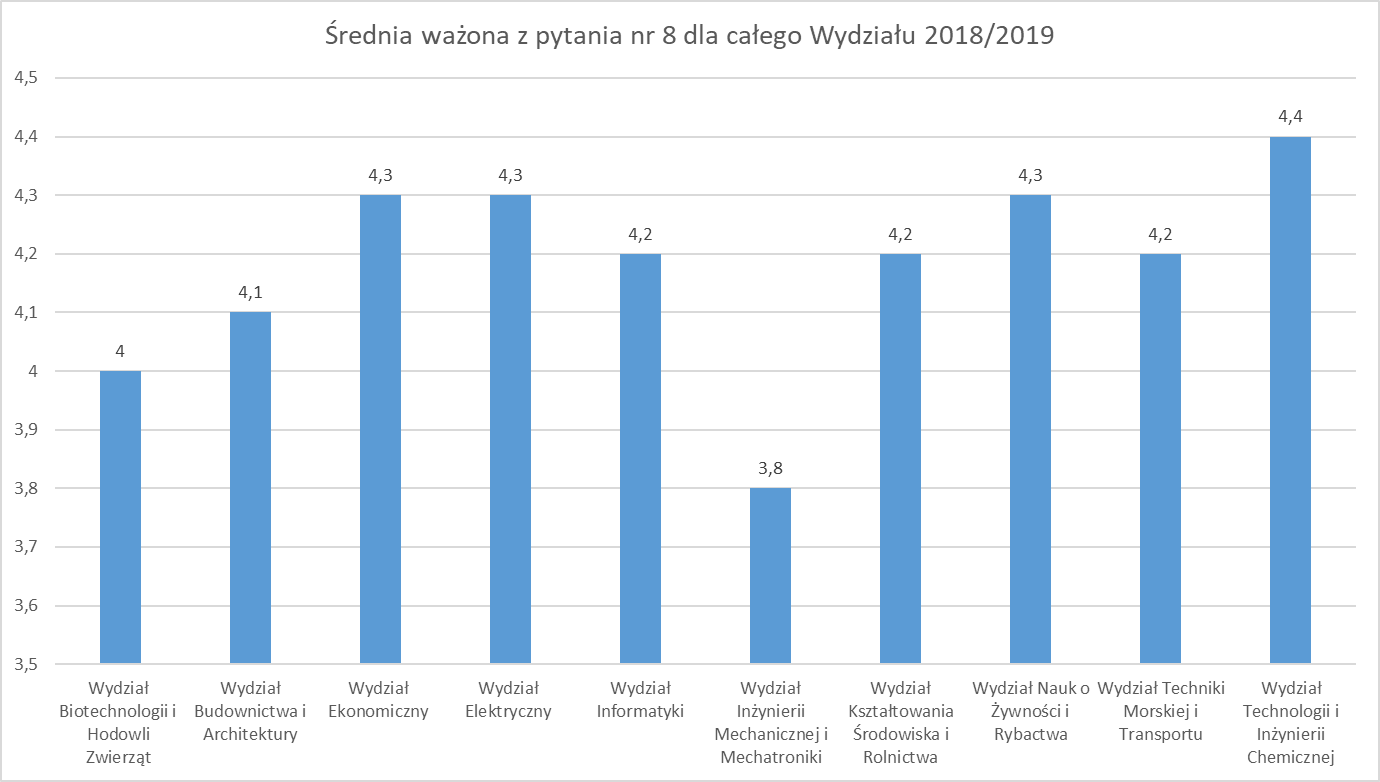 Średnia ważona z pytania nr 8 dla całego Wydziału 2018/2019
4,5
4,4
4,3
4,2
4,1
4
3,9
3,8
3,7
3,6
3,5
4
4,1
4,3
4,3
4,2
3,8
4,2
4,3
4,2
4,4
Wydział
Biotechnologii i
Hodowli
Zwierząt
Wydział
Budownictwa i
Architektury
Wydział
Ekonomiczny
Wydział
Elektryczny
Wydział
Informatyki
Wydział
Inżynierii
Mechanicznej i
Mechatroniki
Wydział
Kształtowania
Środowiska i
Rolnictwa
Wydział Nauk o
Żywności i
Rybactwa
Wydział Techniki
Morskiej i
Transportu
Wydział
Technologii i
Inżynierii
Chemicznej